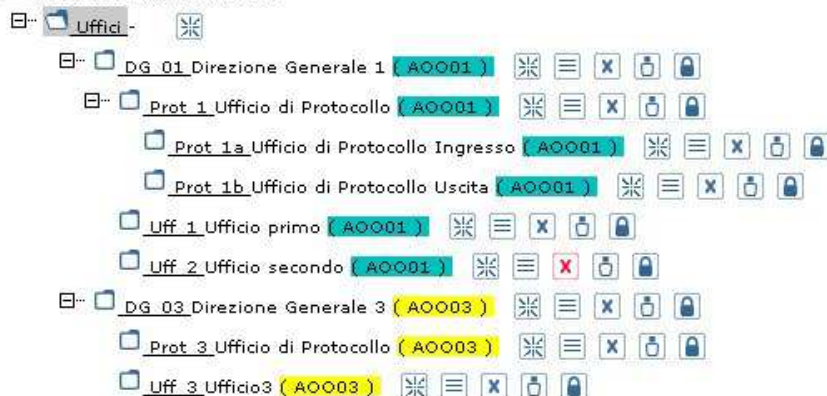 Uffici -
DG 01 Direzione Generale 1 ( AOO01 )
Prot 1 Ufficio di Protocollo ( AOO01 )
Prot 1a Ufficio di Protocollo Ingresso ( AOO01 )
Prot 1b Ufficio di Protocollo Uscita ( AOO01 )
Uff 1 Ufficio primo ( AOO01 )
Uff 2 Ufficio secondo ( AOO01 )
DG 03 Direzione Generale 3 ( AOO03 )
Prot 3 Ufficio di Protocollo ( AOO03 )
Uff 3 Ufficio3 ( AOO03 )